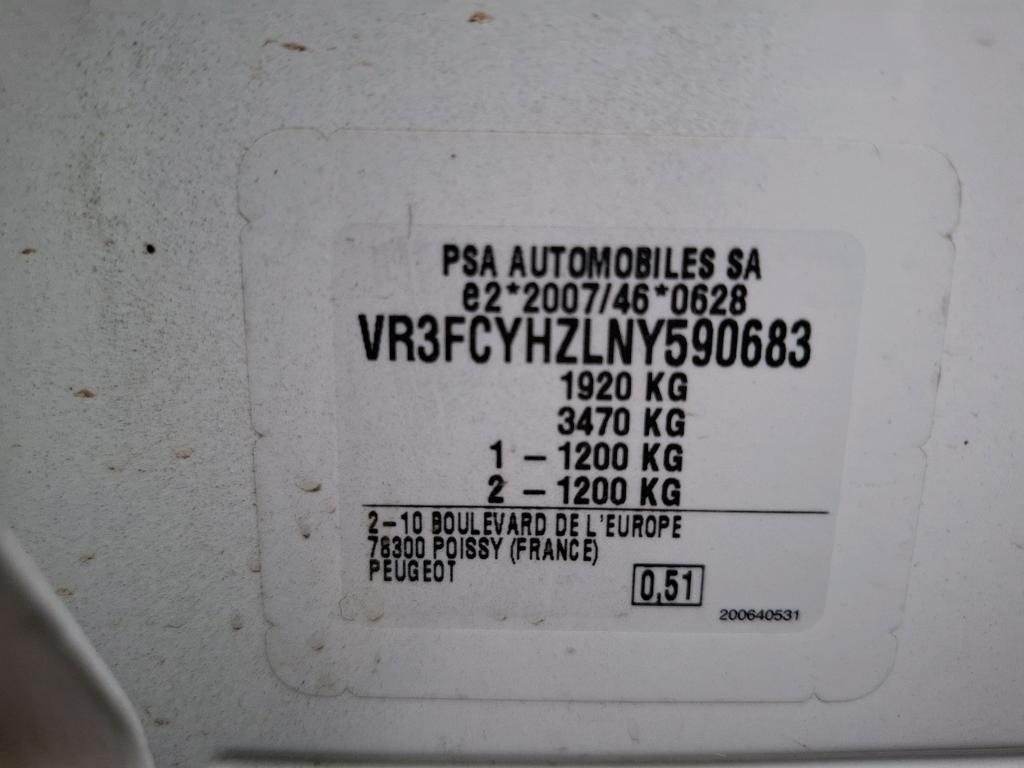 PSA AUTOMOBILES SA
e2*2007/46*0628
VR3FCYHZLNY590683
1920 KG
3470 KG
1 - 1200 KG
2 - 1200 KG
2-10 BOULEVARD DE L'EUROPE
78300 POISSY (FRANCE)
PEUGEOT
0,51
200640531